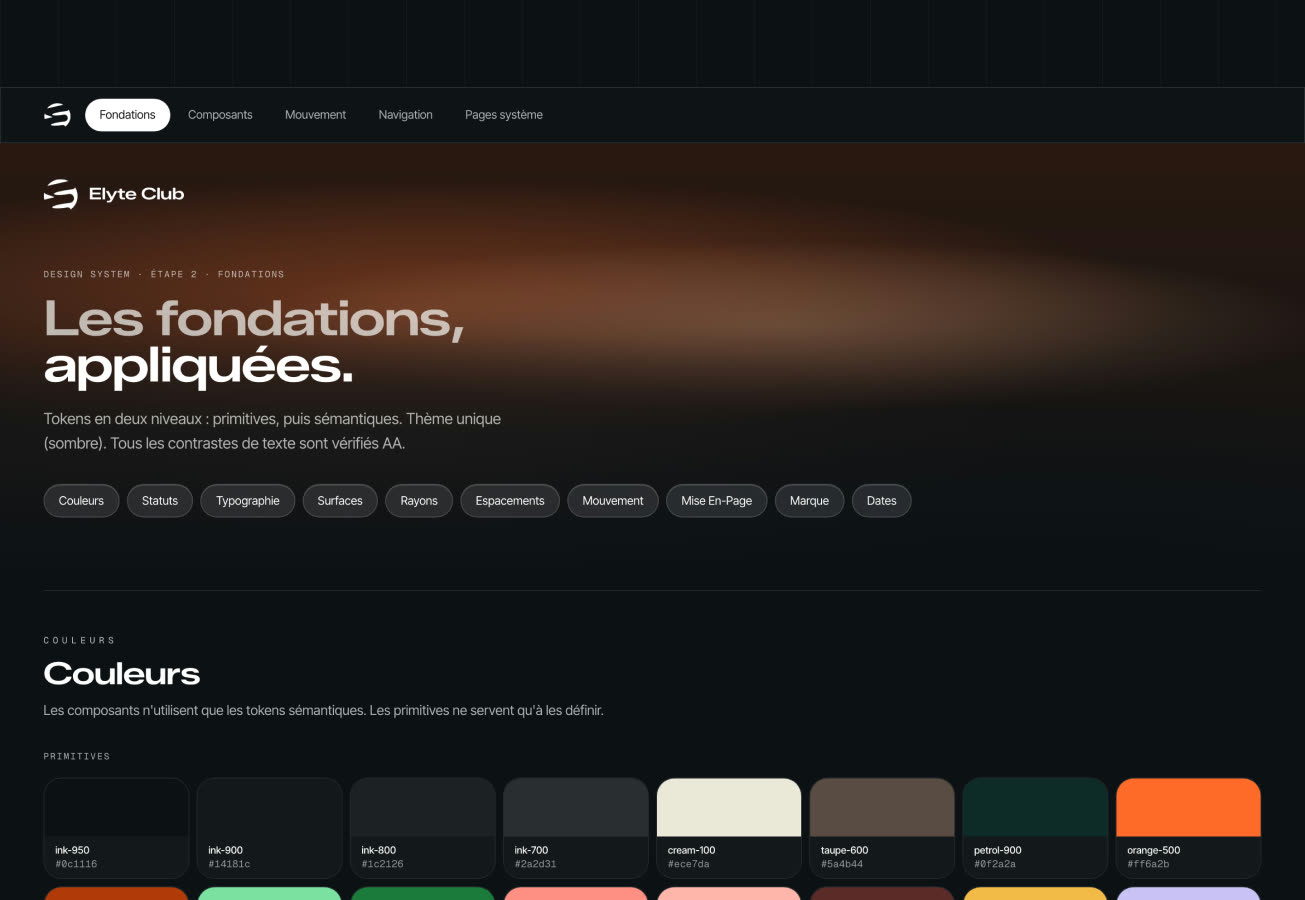 Fondations Composants Mouvement Navigation Pages système
Elyte Club
DESIGN SYSTEM · ÉTAPE 2 · FONDATIONS
Les fondations,
appliquées.
Tokens en deux niveaux : primitives, puis sémantiques. Thème unique
(sombre). Tous les contrastes de texte sont vérifiés AA.
Couleurs Statuts Typographie Surfaces Rayons Espacements Mouvement Mise En-Page Marque Dates
COULEURS
Couleurs
Les composants n'utilisent que les tokens sémantiques. Les primitives ne servent qu'à les définir.
PRIMITIVES
ink-950 ink-900 ink-800 ink-700 cream-100 taupe-600 petrol-900 orange-500
#0c1116 #14181c #1c2126 #2a2d31 #ece7da #5a4b44 #0f2a2a #ff6a2b